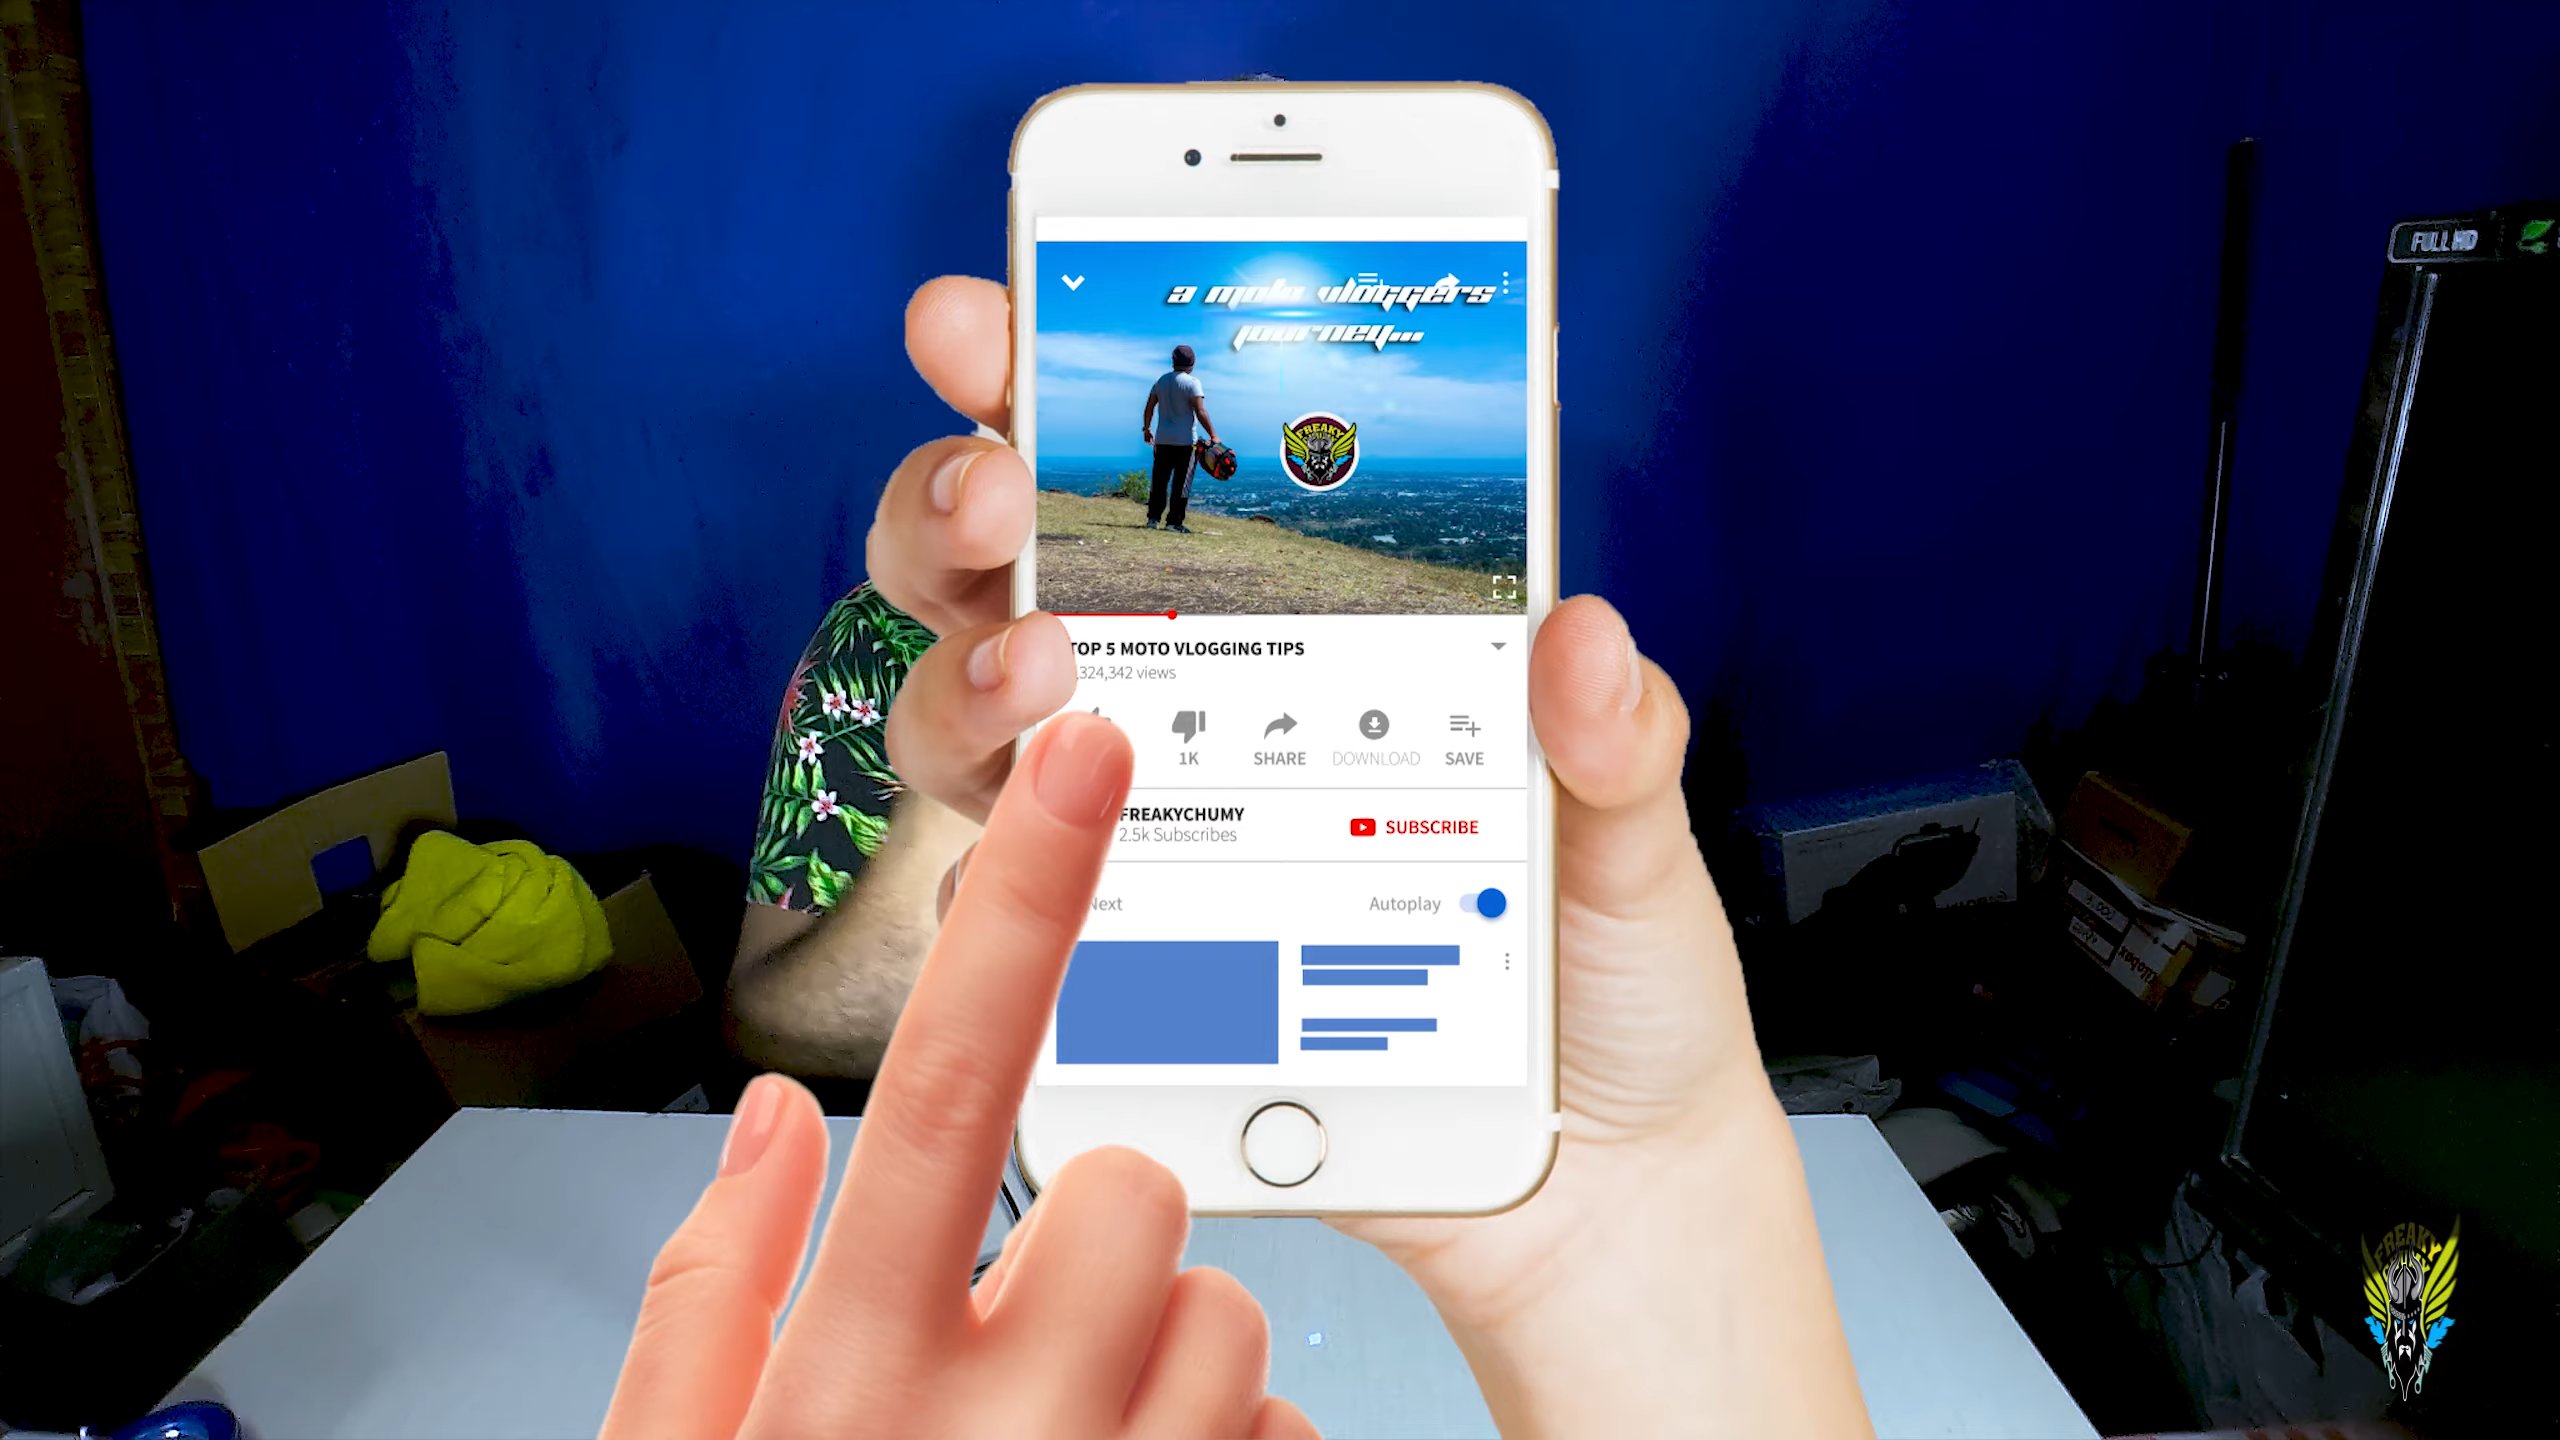 FULL HD
a moto vloggers
journey...
FREAKY
TOP 5 MOTO VLOGGING TIPS
,324,342 views
1K
SHARE
DOWNLOAD
SAVE
FREAKYCHUMY
2.5k Subscribes
SUBSCRIBE
Next
Autoplay
FREAKY